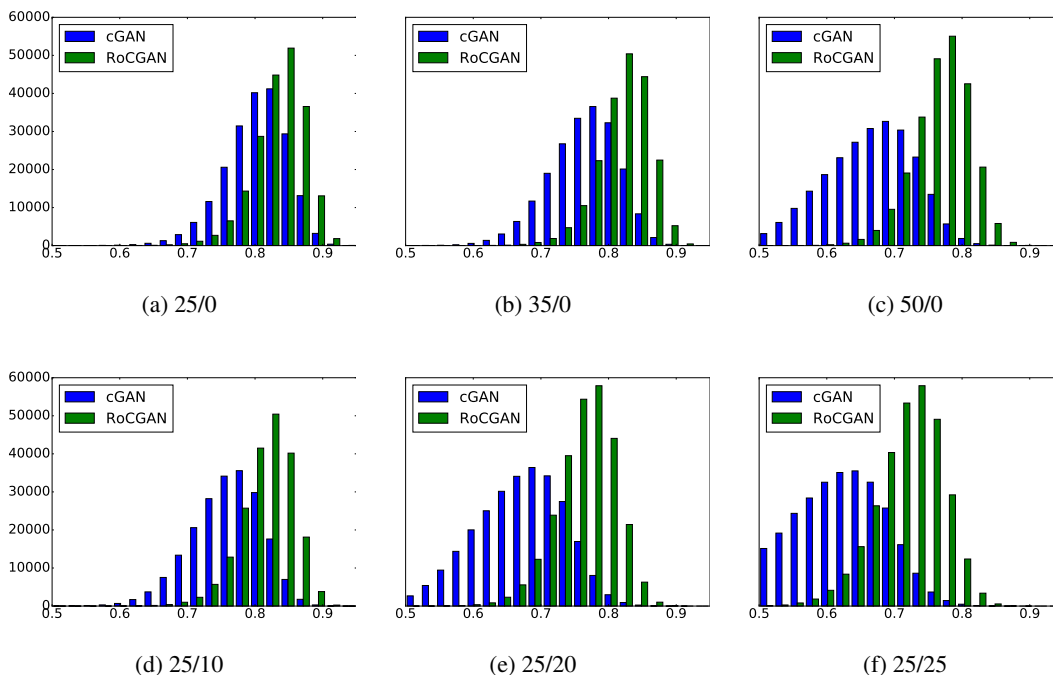 60000
50000
40000
30000
20000
10000
0
0.5 0.6 0.7 0.8 0.9
cGAN
RoCGAN
(a) 25/0
0.4 0.5 0.6 0.7 0.8 0.9
cGAN
RoCGAN
(b) 35/0
0.5 0.6 0.7 0.8 0.9
cGAN
RoCGAN
(c) 50/0
60000
50000
40000
30000
20000
10000
0
0.5 0.6 0.7 0.8 0.9
cGAN
RoCGAN
(d) 25/10
0.4 0.5 0.6 0.7 0.8 0.9
cGAN
RoCGAN
(e) 25/20
0.5 0.6 0.7 0.8 0.9
cGAN
RoCGAN
(f) 25/25